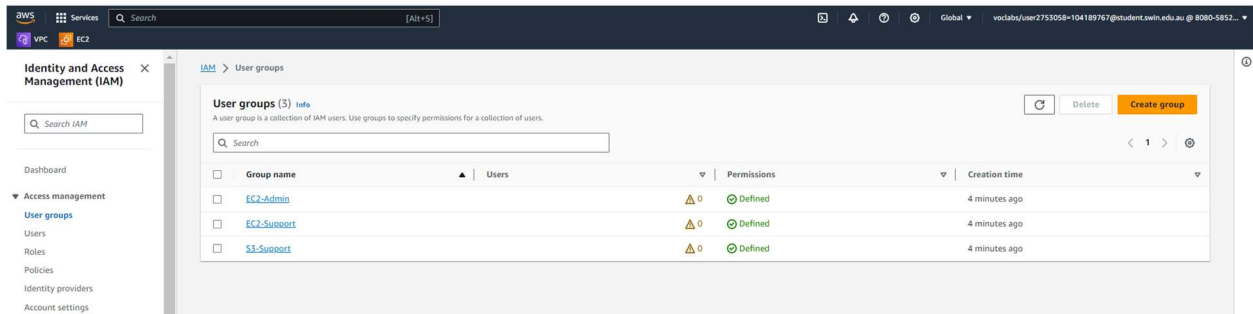 aws Services Search [Alt+S] Global voclabs/user2753058=104189767@student.swin.edu.au @ 8080-5852...
VPC EC2
Identity and Access Management (IAM)
Search IAM
Dashboard
Access management
User groups
Users
Roles
Policies
Identity providers
Account settings
IAM > User groups
User groups (3) Info
A user group is a collection of IAM users. Use groups to specify permissions for a collection of users.
Delete Create group
Search
1
Group name Users Permissions Creation time
EC2-Admin 0 Defined 4 minutes ago
EC2-Support 0 Defined 4 minutes ago
S3-Support 0 Defined 4 minutes ago